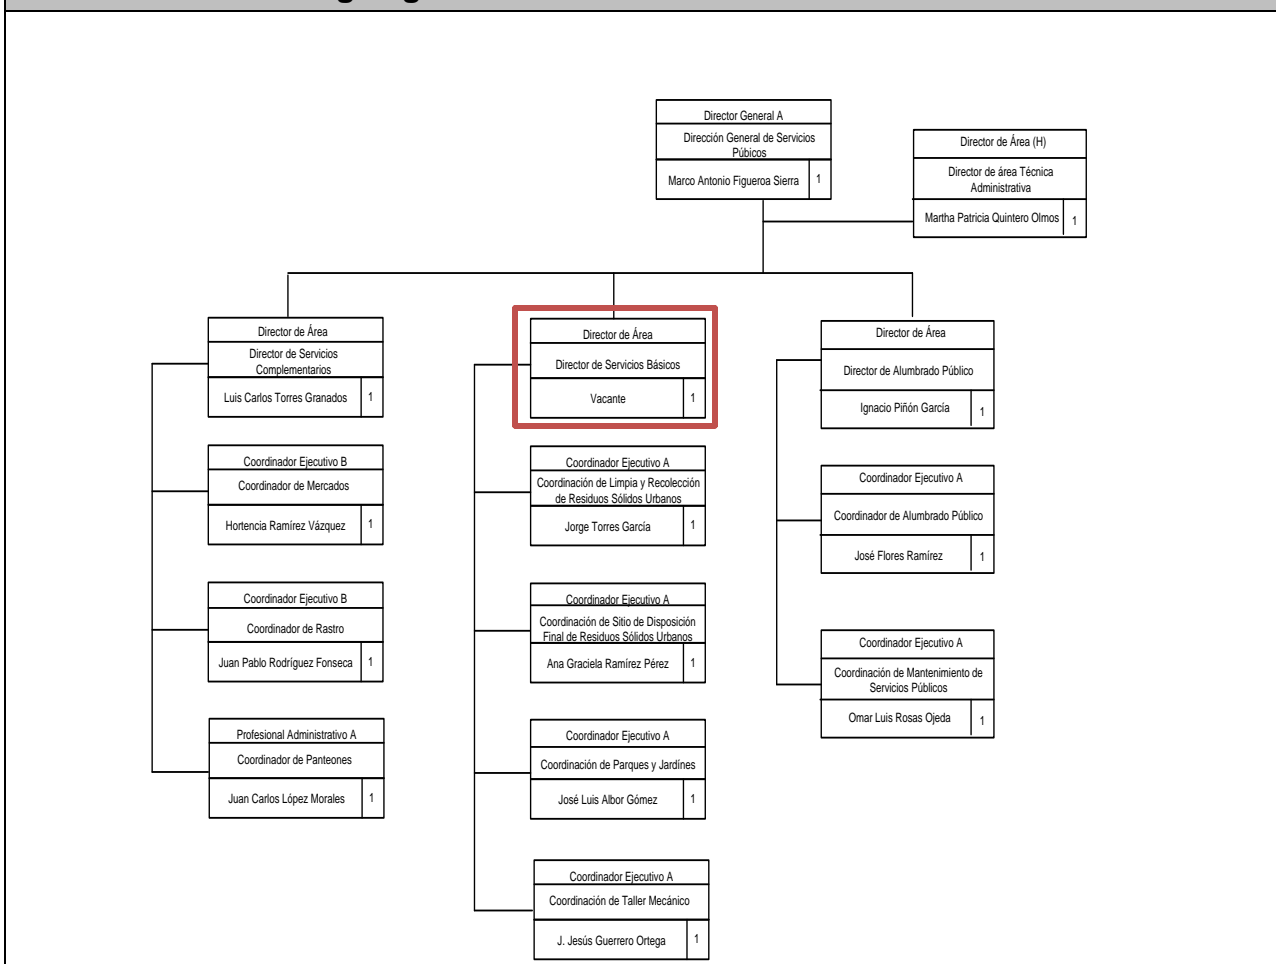 Director General A
Dirección General de Servicios
Púbicos
Marco Antonio Figueroa Sierra 1
Director de Área (H)
Director de área Técnica
Administrativa
Martha Patricia Quintero Olmos 1
Director de Área
Director de Servicios
Complementarios
Luis Carlos Torres Granados 1
Coordinador Ejecutivo B
Coordinador de Mercados
Hortencia Ramírez Vázquez 1
Coordinador Ejecutivo B
Coordinador de Rastro
Juan Pablo Rodríguez Fonseca 1
Profesional Administrativo A
Coordinador de Panteones
Juan Carlos López Morales 1
Director de Área
Director de Servicios Básicos
Vacante 1
Coordinador Ejecutivo A
Coordinación de Limpia y Recolección
de Residuos Sólidos Urbanos
Jorge Torres García 1
Coordinador Ejecutivo A
Coordinación de Sitio de Disposición
Final de Residuos Sólidos Urbanos
Ana Graciela Ramírez Pérez 1
Coordinador Ejecutivo A
Coordinación de Parques y Jardínes
José Luis Albor Gómez 1
Coordinador Ejecutivo A
Coordinación de Taller Mecánico
J. Jesús Guerrero Ortega 1
Director de Área
Director de Alumbrado Público
Ignacio Piñón García 1
Coordinador Ejecutivo A
Coordinador de Alumbrado Público
José Flores Ramírez 1
Coordinador Ejecutivo A
Coordinación de Mantenimiento de
Servicios Públicos
Omar Luis Rosas Ojeda 1